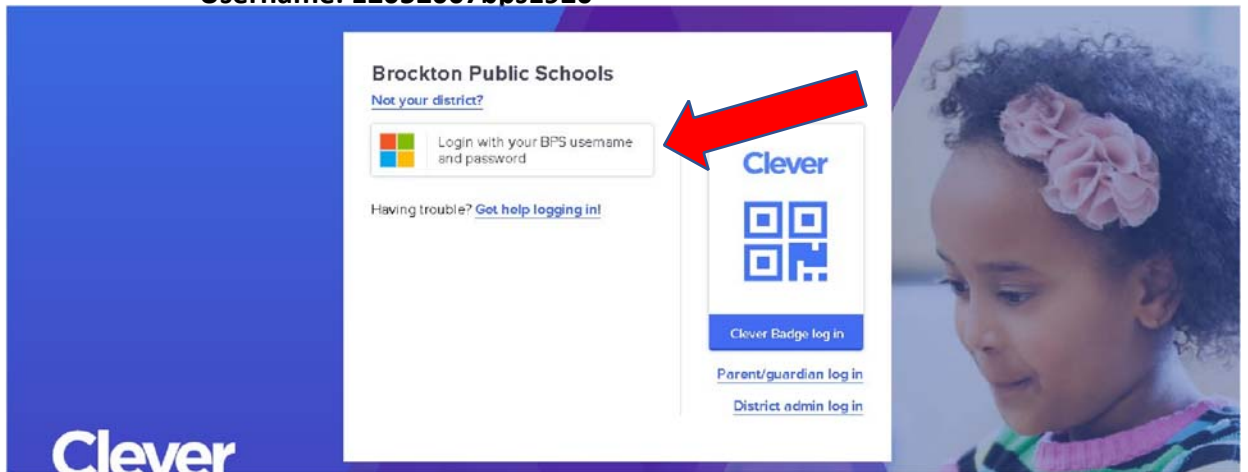 Brockton Public Schools
Not your district?
Login with your BPS username
and password
Having trouble? Get help logging in!
Clever
Clever Badge log in
Parent/guardian log in
District admin log in
Clever